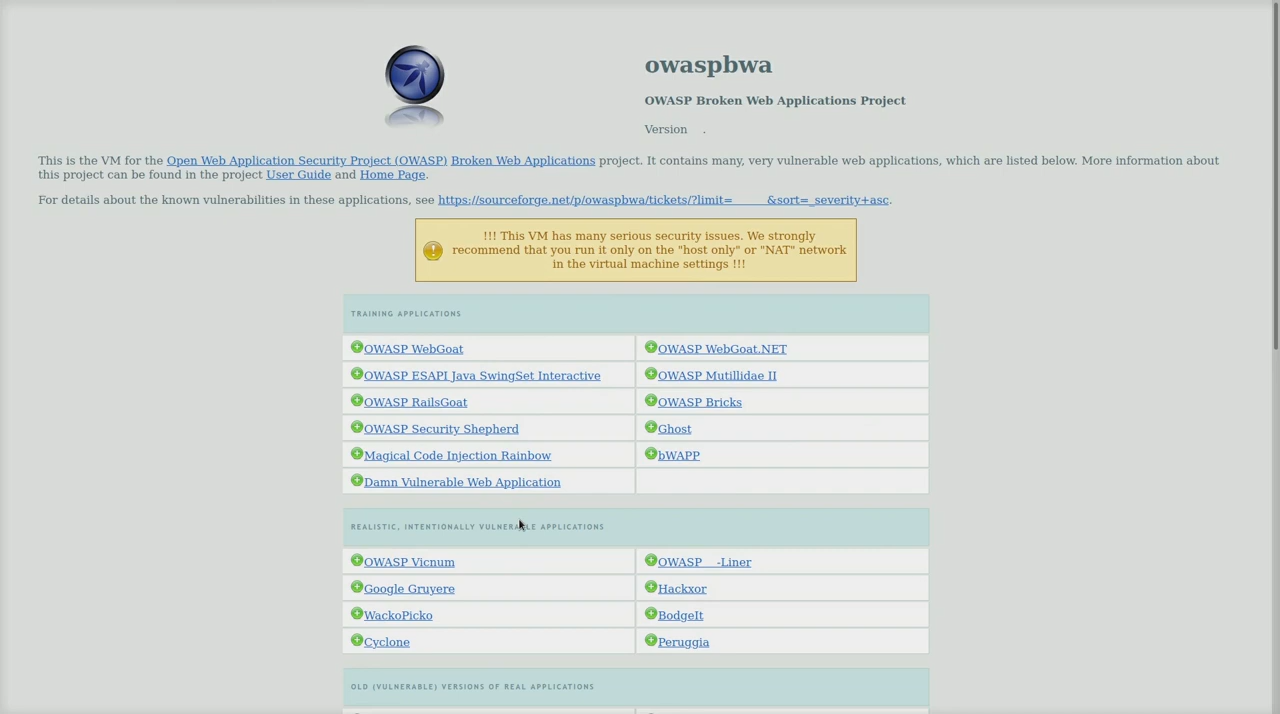 owaspbwa
OWASP Broken Web Applications Project
Version .
This is the VM for the Open Web Application Security Project (OWASP) Broken Web Applications project. It contains many, very vulnerable web applications, which are listed below. More information about
this project can be found in the project User Guide and Home Page.
For details about the known vulnerabilities in these applications, see https://sourceforge.net/p/owaspbwa/tickets/?limit= &sort=_severity+asc.
!!! This VM has many serious security issues. We strongly
recommend that you run it only on the "host only" or "NAT" network
in the virtual machine settings !!!
TRAINING APPLICATIONS
OWASP WebGoat OWASP WebGoat.NET
OWASP ESAPI Java SwingSet Interactive OWASP Mutillidae II
OWASP RailsGoat OWASP Bricks
OWASP Security Shepherd Ghost
Magical Code Injection Rainbow bWAPP
Damn Vulnerable Web Application
REALISTIC, INTENTIONALLY VULNERABLE APPLICATIONS
OWASP Vicnum OWASP -Liner
Google Gruyere Hackxor
WackoPicko BodgeIt
Cyclone Peruggia
OLD (VULNERABLE) VERSIONS OF REAL APPLICATIONS